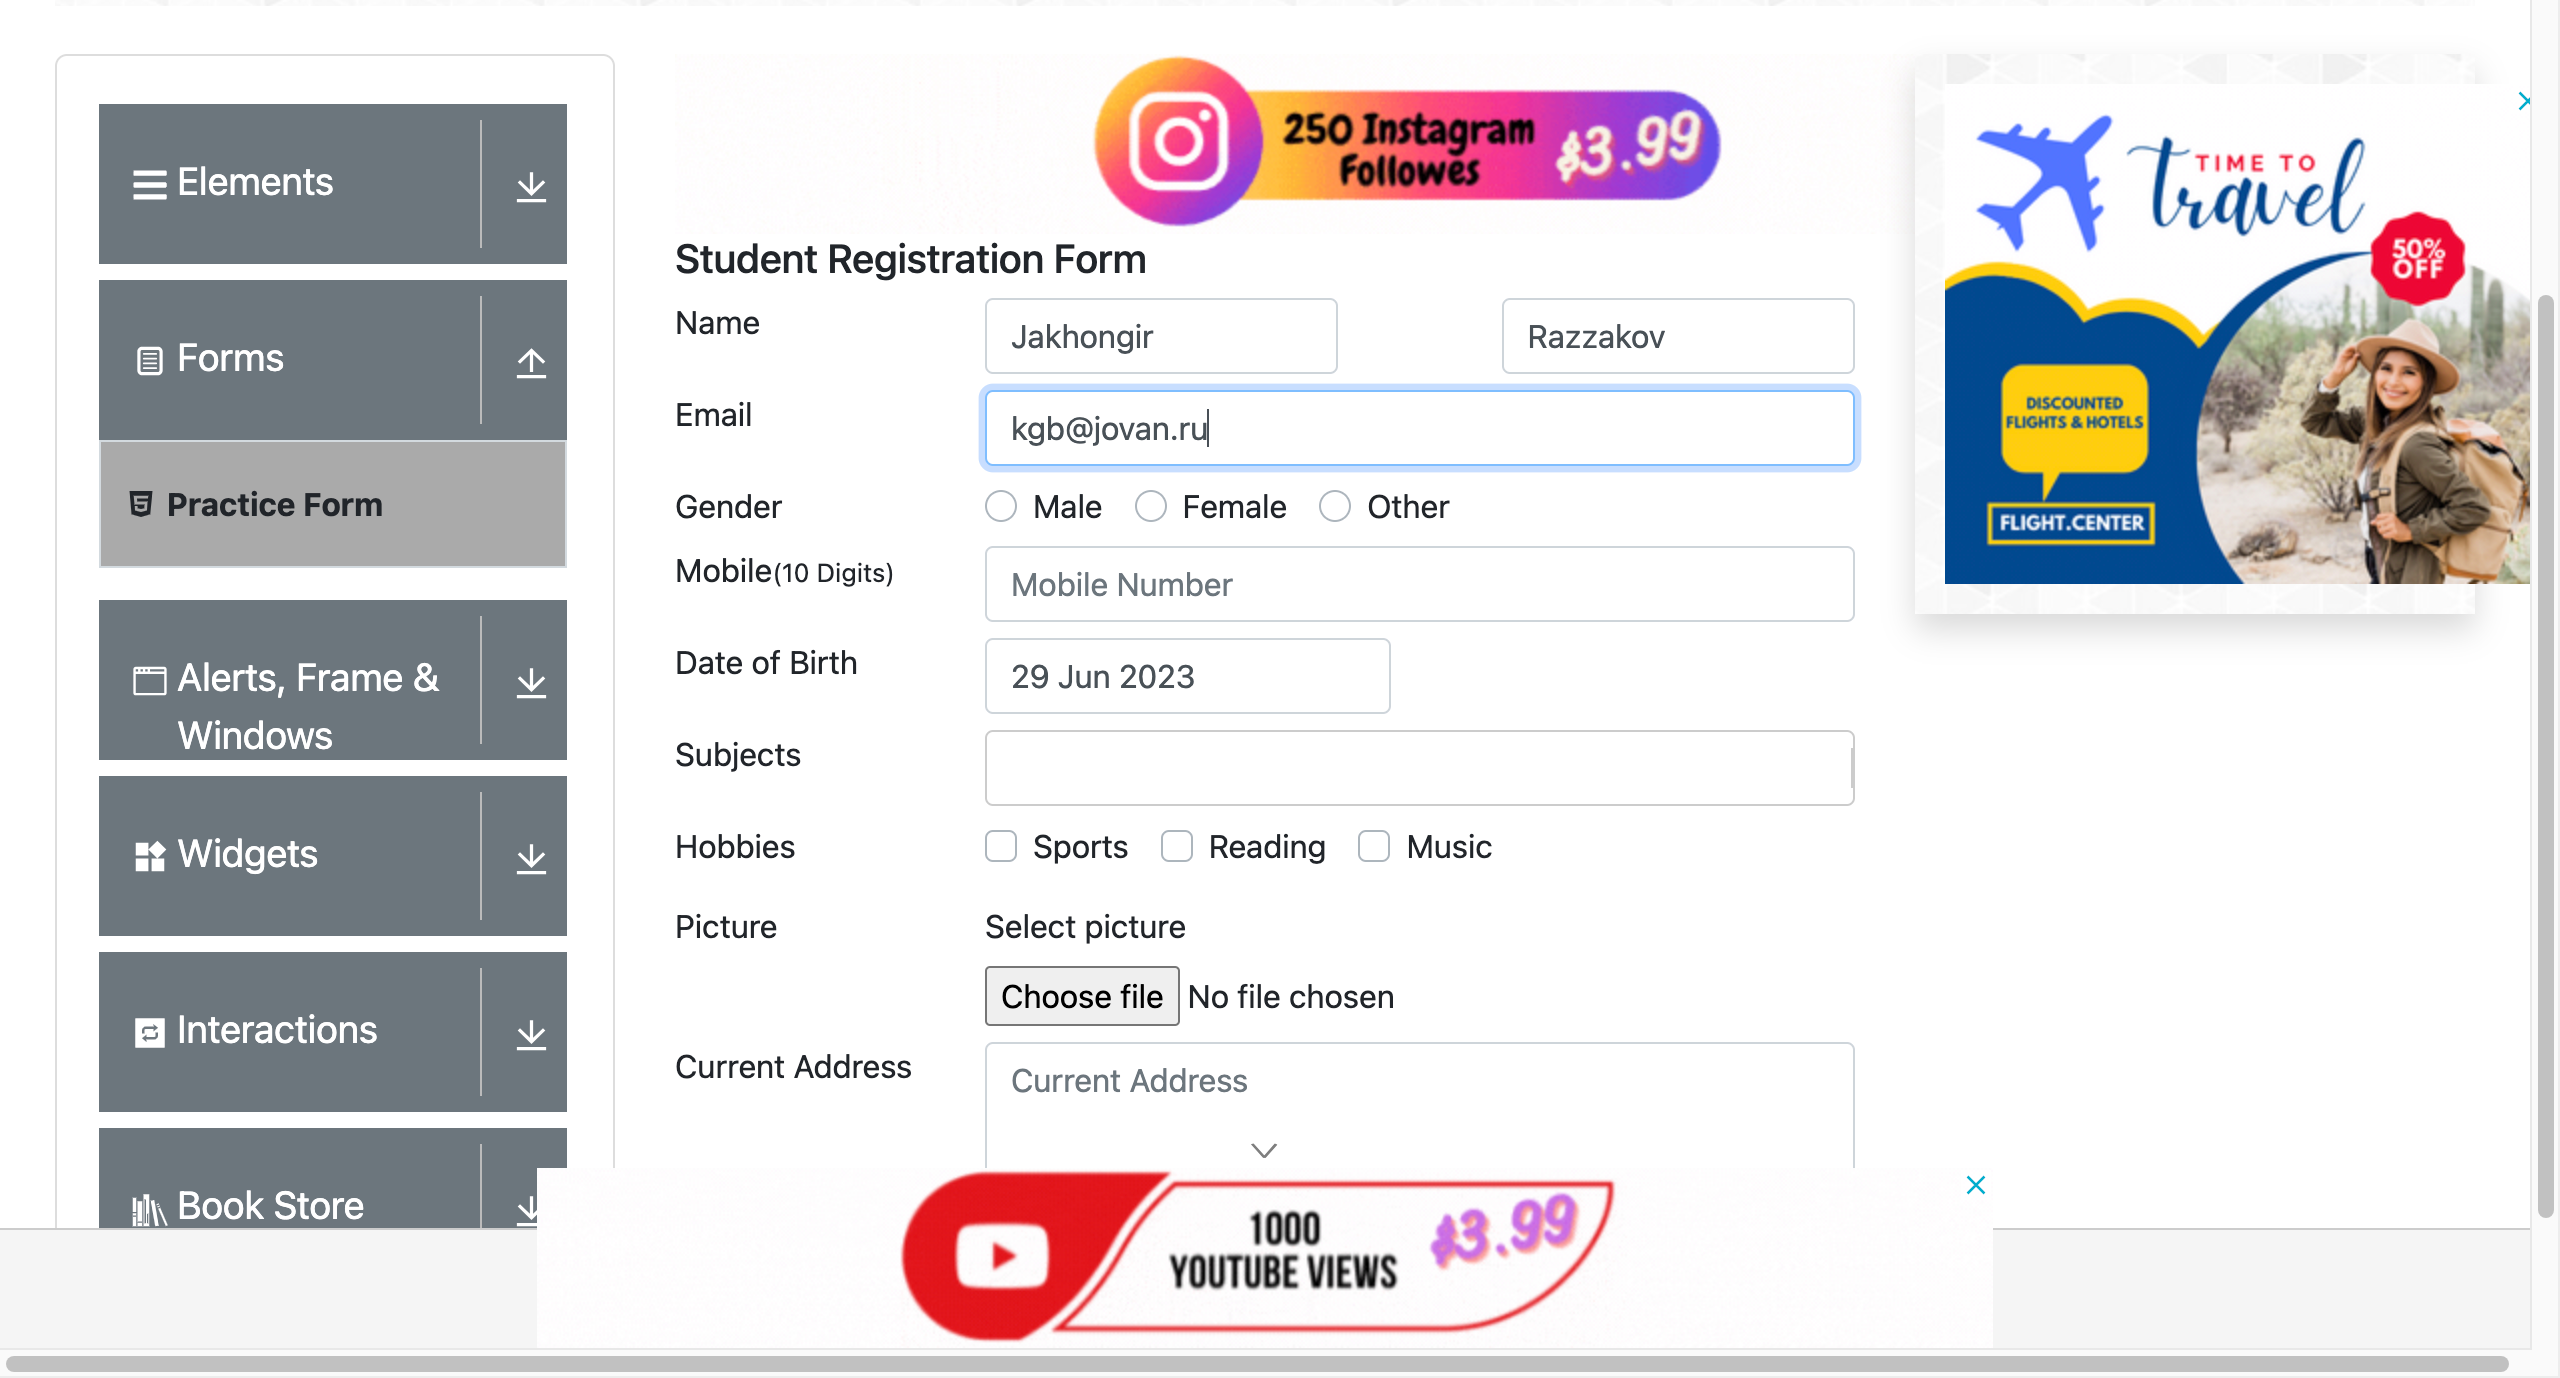 Elements
Forms
Practice Form
Alerts, Frame &
Windows
Widgets
Interactions
Book Store
250 Instagram
Followes
$3.99
Student Registration Form
Name
Jakhongir
Razzakov
Email
kgb@jovan.ru
Gender
Male
Female
Other
Mobile(10 Digits)
Mobile Number
Date of Birth
29 Jun 2023
Subjects
Hobbies
Sports
Reading
Music
Picture
Select picture
Choose file
No file chosen
Current Address
Current Address
TIME TO
travel
50%
OFF
DISCOUNTED
FLIGHTS & HOTELS
FLIGHT.CENTER
1000
YOUTUBE VIEWS
$3.99